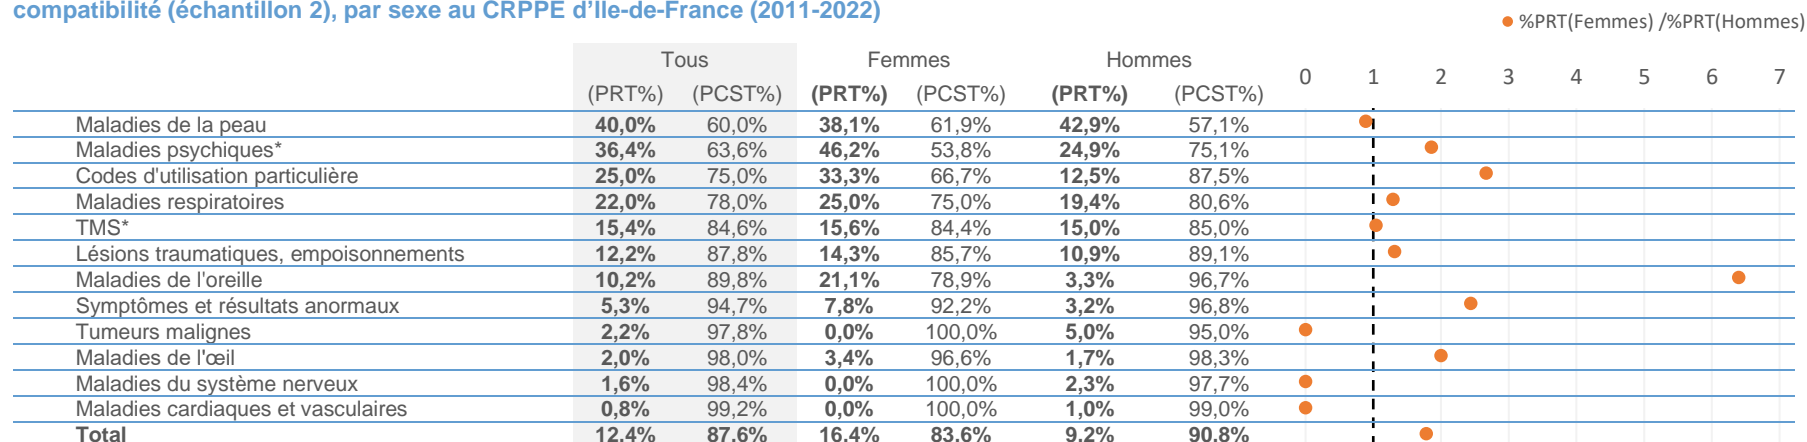 compatibilité (échantillon 2), par sexe au CRPPE d'Ile-de-France (2011-2022)
%PRT(Femmes) /%PRT(Hommes)
Tous Femmes Hommes
0 1 2 3 4 5 6 7
(PRT%) (PCST%) (PRT%) (PCST%) (PRT%) (PCST%)
Maladies de la peau 40,0% 60,0% 38,1% 61,9% 42,9% 57,1%
Maladies psychiques* 36,4% 63,6% 46,2% 53,8% 24,9% 75,1%
Codes d'utilisation particulière 25,0% 75,0% 33,3% 66,7% 12,5% 87,5%
Maladies respiratoires 22,0% 78,0% 25,0% 75,0% 19,4% 80,6%
TMS* 15,4% 84,6% 15,6% 84,4% 15,0% 85,0%
Lésions traumatiques, empoisonnements 12,2% 87,8% 14,3% 85,7% 10,9% 89,1%
Maladies de l'oreille 10,2% 89,8% 21,1% 78,9% 3,3% 96,7%
Symptômes et résultats anormaux 5,3% 94,7% 7,8% 92,2% 3,2% 96,8%
Tumeurs malignes 2,2% 97,8% 0,0% 100,0% 5,0% 95,0%
Maladies de l'œil 2,0% 98,0% 3,4% 96,6% 1,7% 98,3%
Maladies du système nerveux 1,6% 98,4% 0,0% 100,0% 2,3% 97,7%
Maladies cardiaques et vasculaires 0,8% 99,2% 0,0% 100,0% 1,0% 99,0%
Total 12,4% 87,6% 16,4% 83,6% 9,2% 90,8%